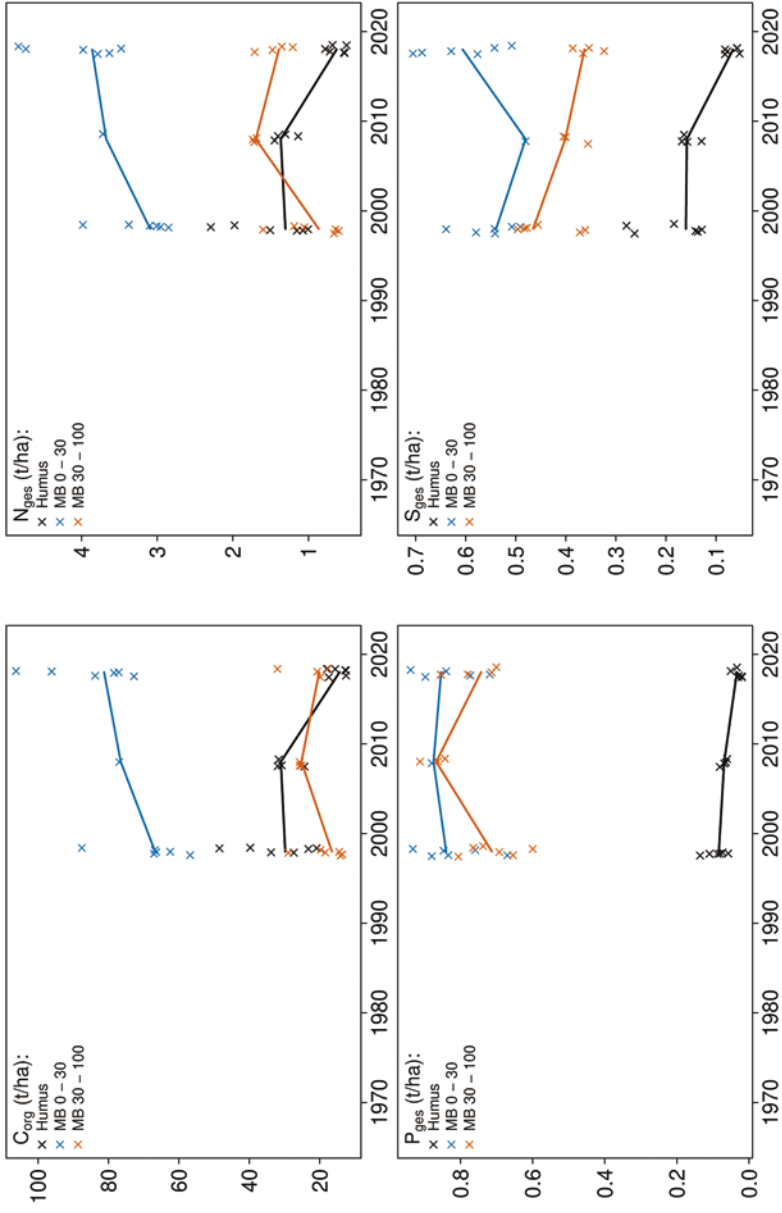 C_org (t/ha):
Humus
MB 0 – 30
MB 30 – 100
100
80
60
40
20
1970
1980
1990
2000
2010
2020
N_ges (t/ha):
Humus
MB 0 – 30
MB 30 – 100
4
3
2
1
1970
1980
1990
2000
2010
2020
P_ges (t/ha):
Humus
MB 0 – 30
MB 30 – 100
0.8
0.6
0.4
0.2
0.0
1970
1980
1990
2000
2010
2020
S_ges (t/ha):
Humus
MB 0 – 30
MB 30 – 100
0.7
0.6
0.5
0.4
0.3
0.2
0.1
1970
1980
1990
2000
2010
2020